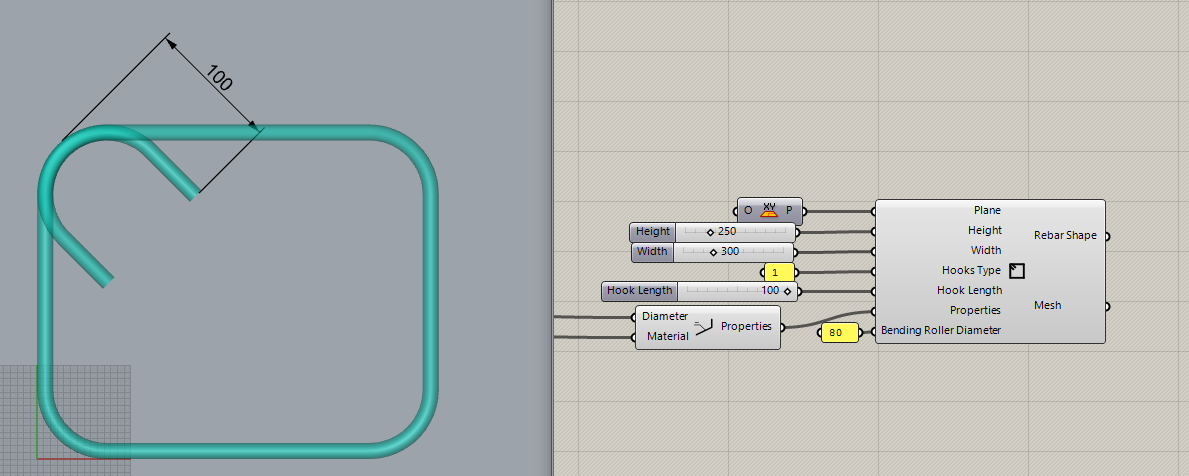 100
O XY P
Height 250
Width 300
1
Hook Length 100
Diameter
Material
Properties
80
Plane
Height
Width
Hooks Type
Hook Length
Properties
Bending Roller Diameter
Rebar Shape
Mesh